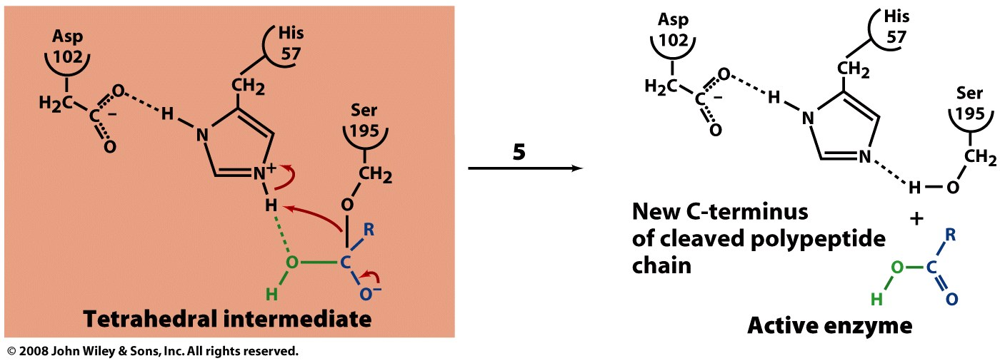 Asp
102
His
57
CH2
H2C
C
O
−
O
H
N
N+
H
Ser
195
CH2
O
R
O
C
H
O−
Tetrahedral intermediate
5
Asp
102
His
57
CH2
H2C
C
O
−
O
H
N
N
Ser
195
CH2
H
O
New C-terminus
of cleaved polypeptide
chain
+
R
O
C
H
O
Active enzyme
© 2008 John Wiley & Sons, Inc. All rights reserved.